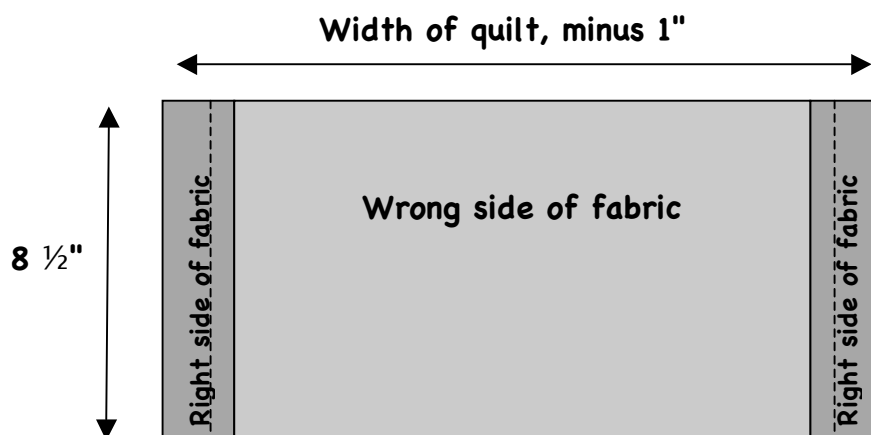 Width of quilt, minus 1"
Right side of fabric
Wrong side of fabric
Right side of fabric
8 ½"